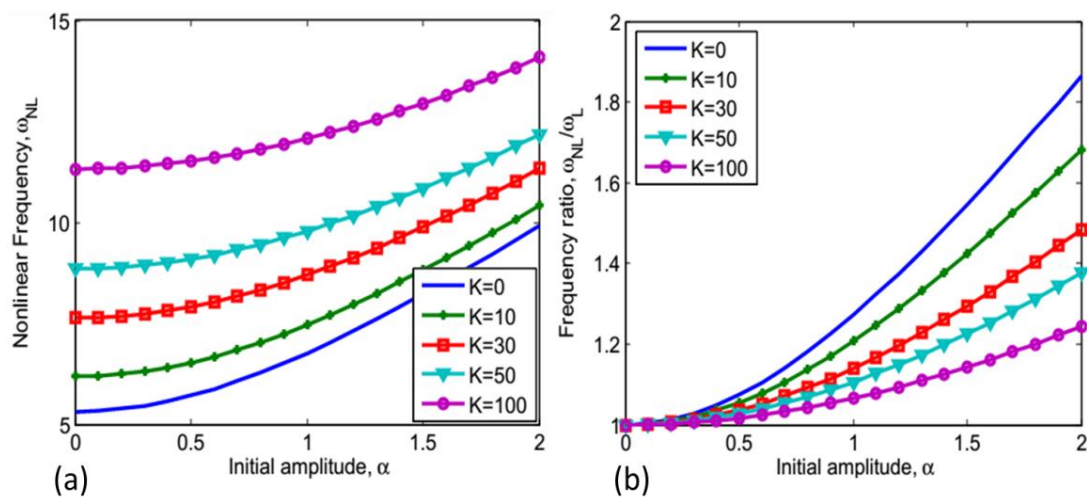 Nonlinear Frequency, ω_NL
15
10
5
0
0.5
1
1.5
2
Initial amplitude, α
K=0
K=10
K=30
K=50
K=100
(a)
Frequency ratio, ω_NL/ω_L
2
1.8
1.6
1.4
1.2
1
0
0.5
1
1.5
2
Initial amplitude, α
K=0
K=10
K=30
K=50
K=100
(b)